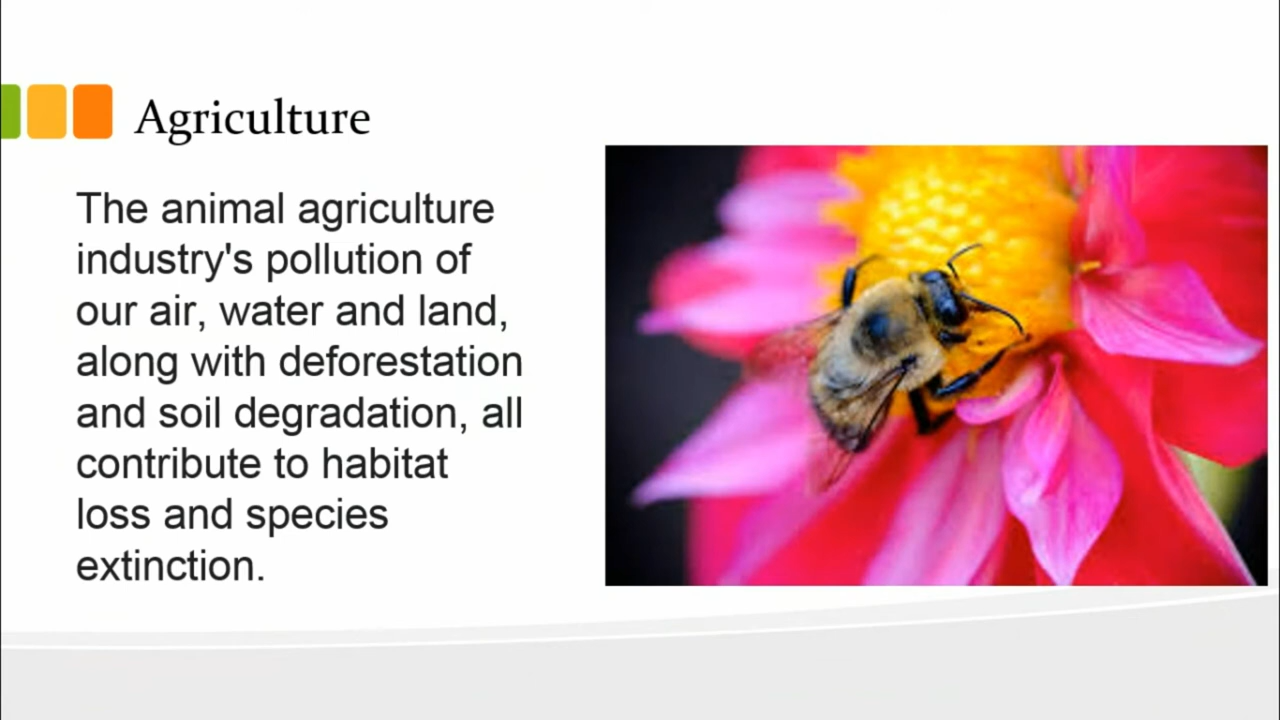 Agriculture
The animal agriculture
industry's pollution of
our air, water and land,
along with deforestation
and soil degradation, all
contribute to habitat
loss and species
extinction.